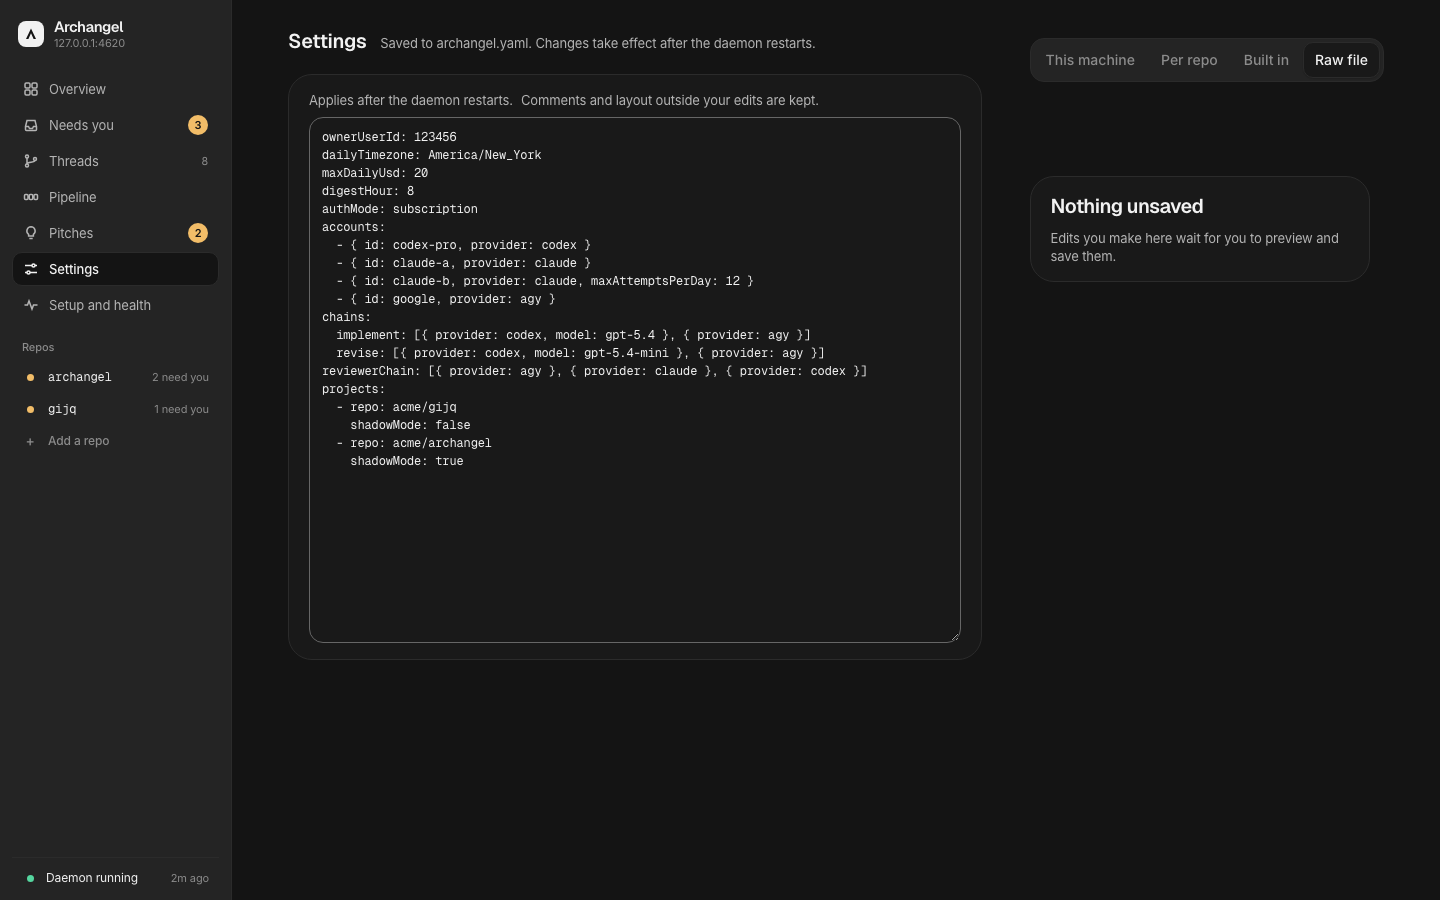 Archangel
127.0.0.1:4620
Overview
Needs you 3
Threads 8
Pipeline
Pitches 2
Settings
Setup and health
Repos
archangel 2 need you
gijq 1 need you
+ Add a repo
Daemon running 2m ago
Settings Saved to archangel.yaml. Changes take effect after the daemon restarts.
This machine Per repo Built in Raw file
Applies after the daemon restarts. Comments and layout outside your edits are kept.
ownerUserId: 123456
dailyTimezone: America/New_York
maxDailyUsd: 20
digestHour: 8
authMode: subscription
accounts:
  - { id: codex-pro, provider: codex }
  - { id: claude-a, provider: claude }
  - { id: claude-b, provider: claude, maxAttemptsPerDay: 12 }
  - { id: google, provider: agy }
chains:
  implement: [{ provider: codex, model: gpt-5.4 }, { provider: agy }]
  revise: [{ provider: codex, model: gpt-5.4-mini }, { provider: agy }]
reviewerChain: [{ provider: agy }, { provider: claude }, { provider: codex }]
projects:
  - repo: acme/gijq
    shadowMode: false
  - repo: acme/archangel
    shadowMode: true
Nothing unsaved
Edits you make here wait for you to preview and
save them.